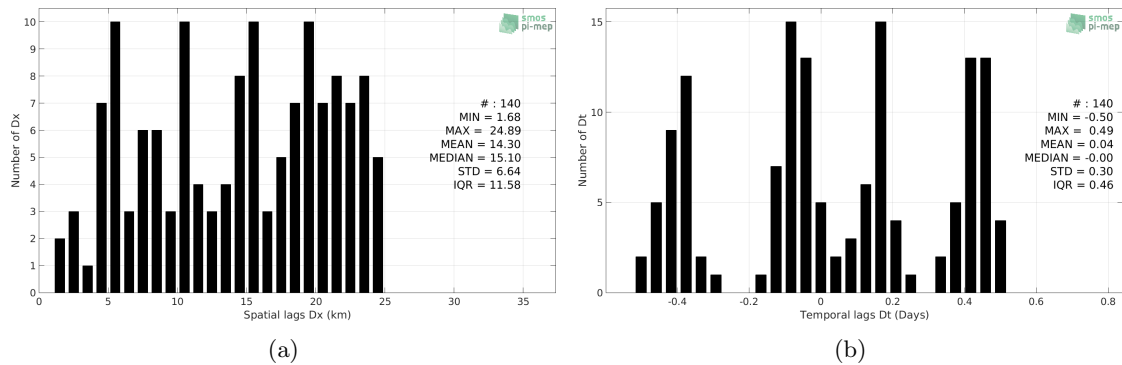 smos
pi-mep
10
9
8
7
6
5
4
3
2
1
0
Number of Dx
# : 140
MIN = 1.68
MAX = 24.89
MEAN = 14.30
MEDIAN = 15.10
STD = 6.64
IQR = 11.58
0 5 10 15 20 25 30 35
Spatial lags Dx (km)
(a)
smos
pi-mep
15
10
5
0
Number of Dt
# : 140
MIN = -0.50
MAX = 0.49
MEAN = 0.04
MEDIAN = -0.00
STD = 0.30
IQR = 0.46
-0.4 -0.2 0 0.2 0.4 0.6 0.8
Temporal lags Dt (Days)
(b)